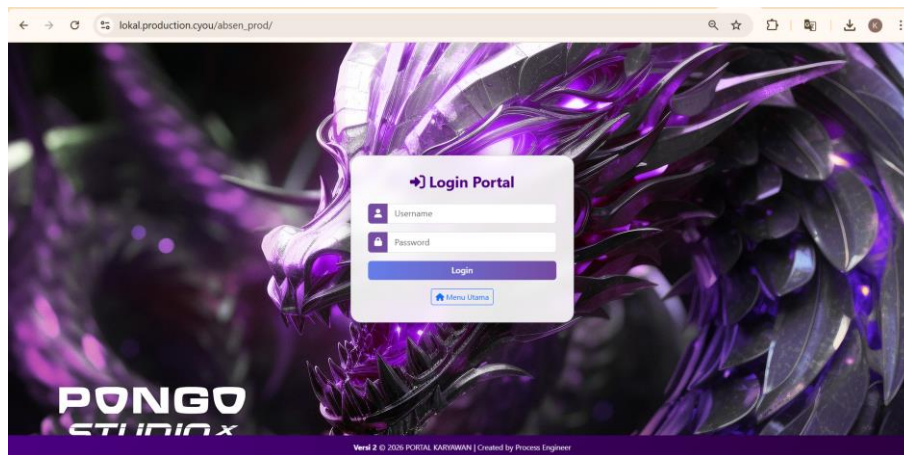 lokal.production.cyou/absen_prod/
K
Login Portal
Username
Password
Login
Menu Utama
PONGO
STUDIO X
Versi 2 © 2026 PORTAL KARYAWAN | Created by Process Engineer